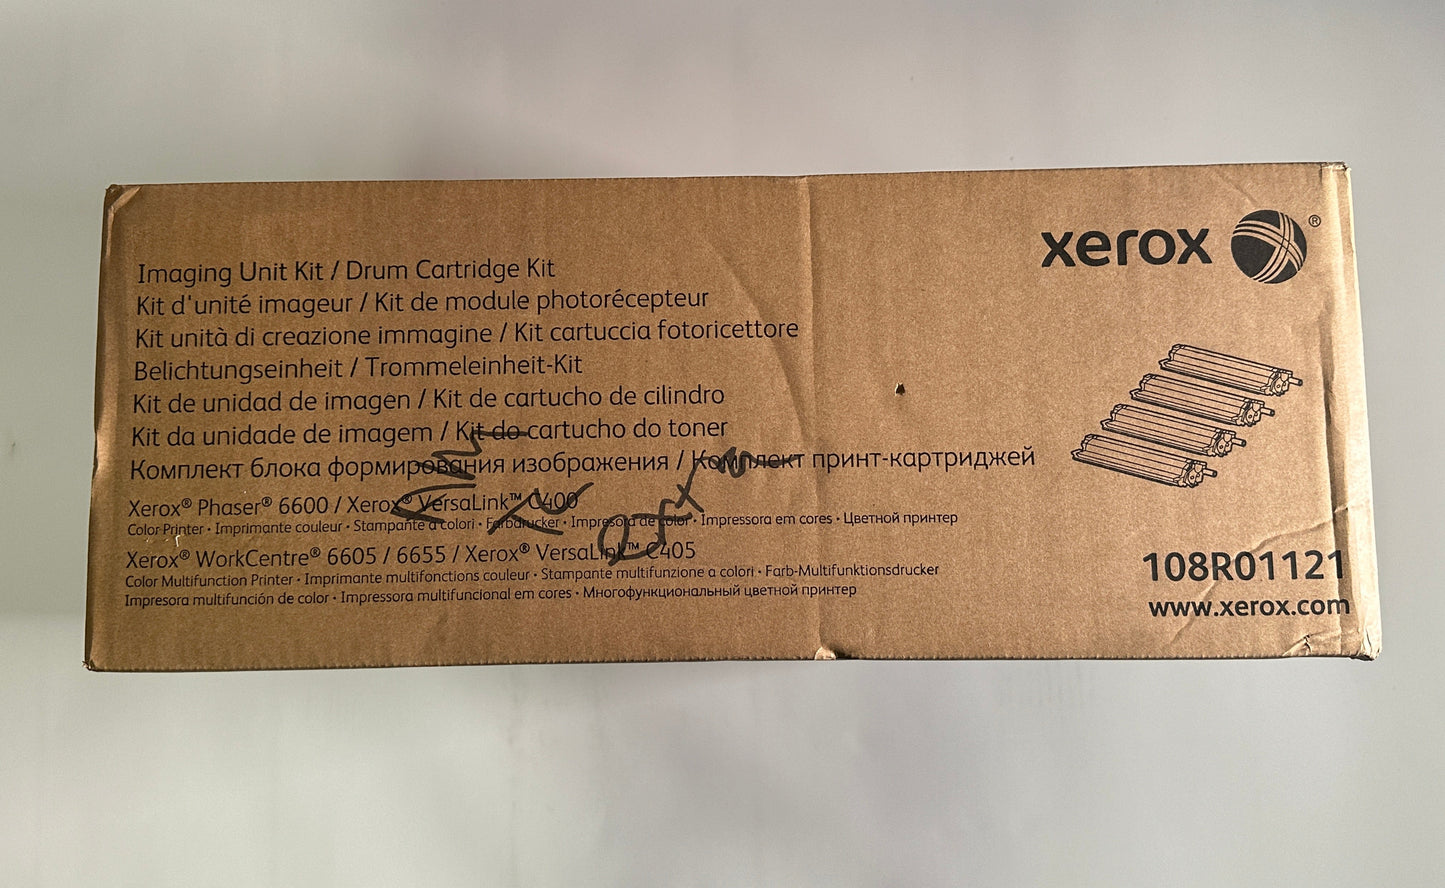 xerox ®
Imaging Unit Kit / Drum Cartridge Kit
Kit d'unité imageur / Kit de module photorécepteur
Kit unità di creazione immagine / Kit cartuccia fotoricettore
Belichtungseinheit / Trommeleinheit-Kit
Kit de unidad de imagen / Kit de cartucho de cilindro
Kit da unidade de imagem / Kit do cartucho do toner
Комплект блока формирования изображения / Комплект принт-картриджей
Xerox® Phaser® 6600 / Xerox® VersaLink™ C400
Color Printer • Imprimante couleur • Stampante a colori • Farbdrucker • Impresora de color • Impressora em cores • Цветной принтер
Xerox® WorkCentre® 6605 / 6655 / Xerox® VersaLink™ C405
Color Multifunction Printer • Imprimante multifonctions couleur • Stampante multifunzione a colori • Farb-Multifunktionsdrucker
Impresora multifunción de color • Impressora multifuncional em cores • Многофункциональный цветной принтер
108R01121
www.xerox.com